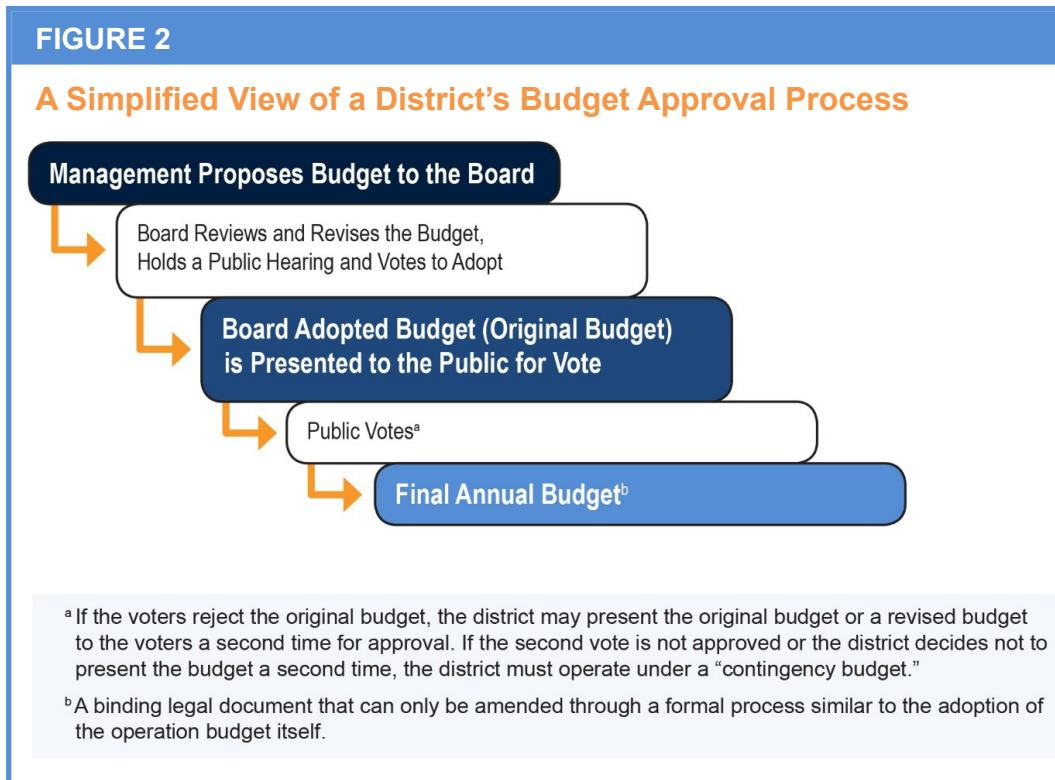 FIGURE 2
A Simplified View of a District’s Budget Approval Process
Management Proposes Budget to the Board
Board Reviews and Revises the Budget,
Holds a Public Hearing and Votes to Adopt
Board Adopted Budget (Original Budget)
is Presented to the Public for Vote
Public Votesᵃ
Final Annual Budgetᵇ
ᵃ If the voters reject the original budget, the district may present the original budget or a revised budget
to the voters a second time for approval. If the second vote is not approved or the district decides not to
present the budget a second time, the district must operate under a “contingency budget.”
ᵇ A binding legal document that can only be amended through a formal process similar to the adoption of
the operation budget itself.